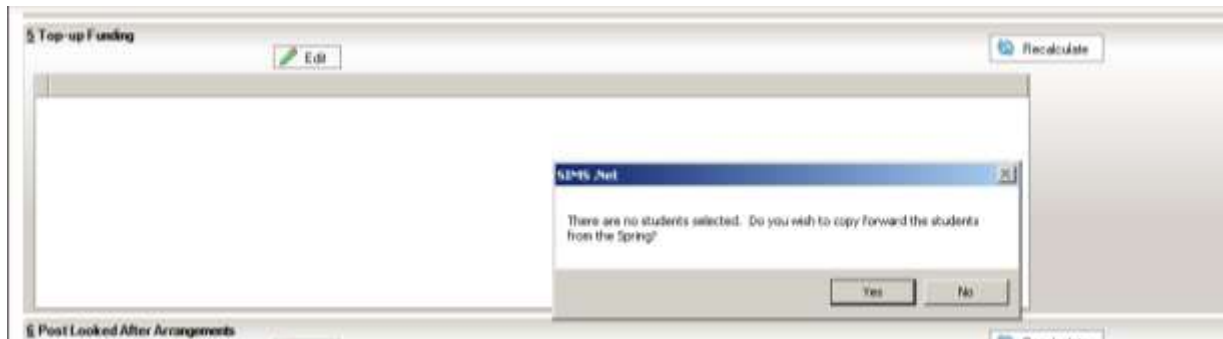 5 Top-up Funding
Edit
Recalculate
SIMS .Net
There are no students selected. Do you wish to copy forward the students
from the Spring?
Yes
No
6 Post Looked After Arrangements